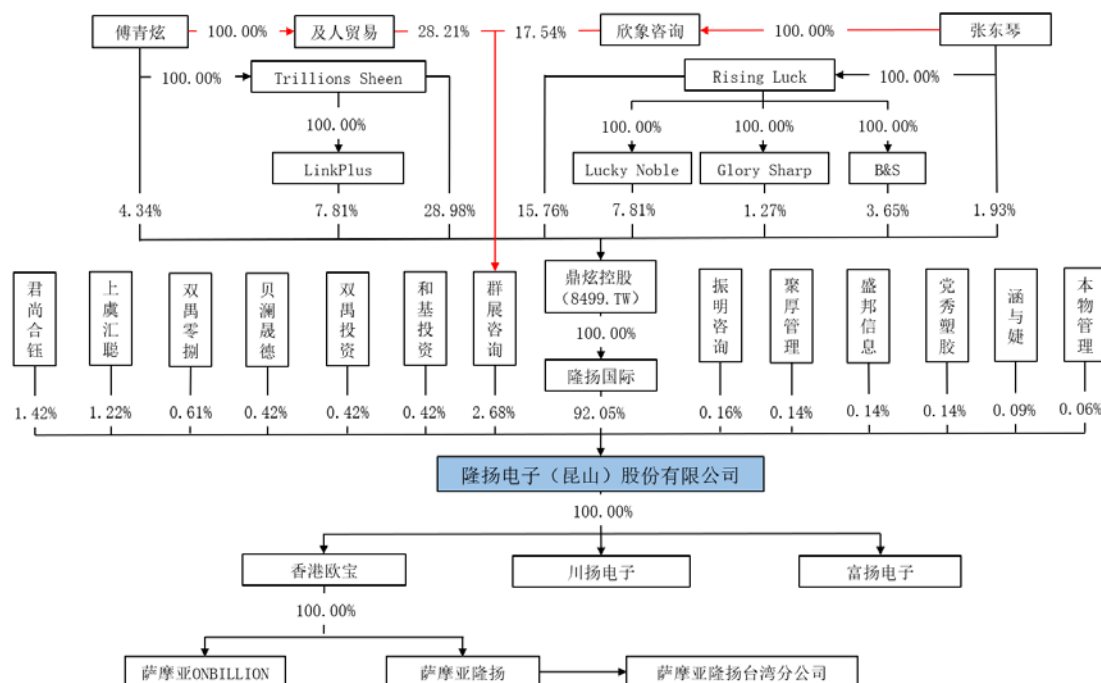 傅青炫
100.00%
及人贸易
28.21%
17.54%
欣象咨询
100.00%
张东琴
100.00%
Trillions Sheen
Rising Luck
100.00%
100.00%
100.00%
100.00%
100.00%
LinkPlus
Lucky Noble
Glory Sharp
B&S
4.34%
7.81%
28.98%
15.76%
7.81%
1.27%
3.65%
1.93%
君尚合钰
上虞汇聪
双禺零捌
贝澜晟德
双禺投资
和基投资
群展咨询
鼎炫控股
(8499.TW)
100.00%
隆扬国际
振明咨询
聚厚管理
盛邦信息
党秀塑胶
涵与婕
本物管理
1.42%
1.22%
0.61%
0.42%
0.42%
0.42%
2.68%
92.05%
0.16%
0.14%
0.14%
0.14%
0.09%
0.06%
隆扬电子（昆山）股份有限公司
100.00%
香港欧宝
川扬电子
富扬电子
100.00%
萨摩亚ONBILLION
萨摩亚隆扬
萨摩亚隆扬台湾分公司